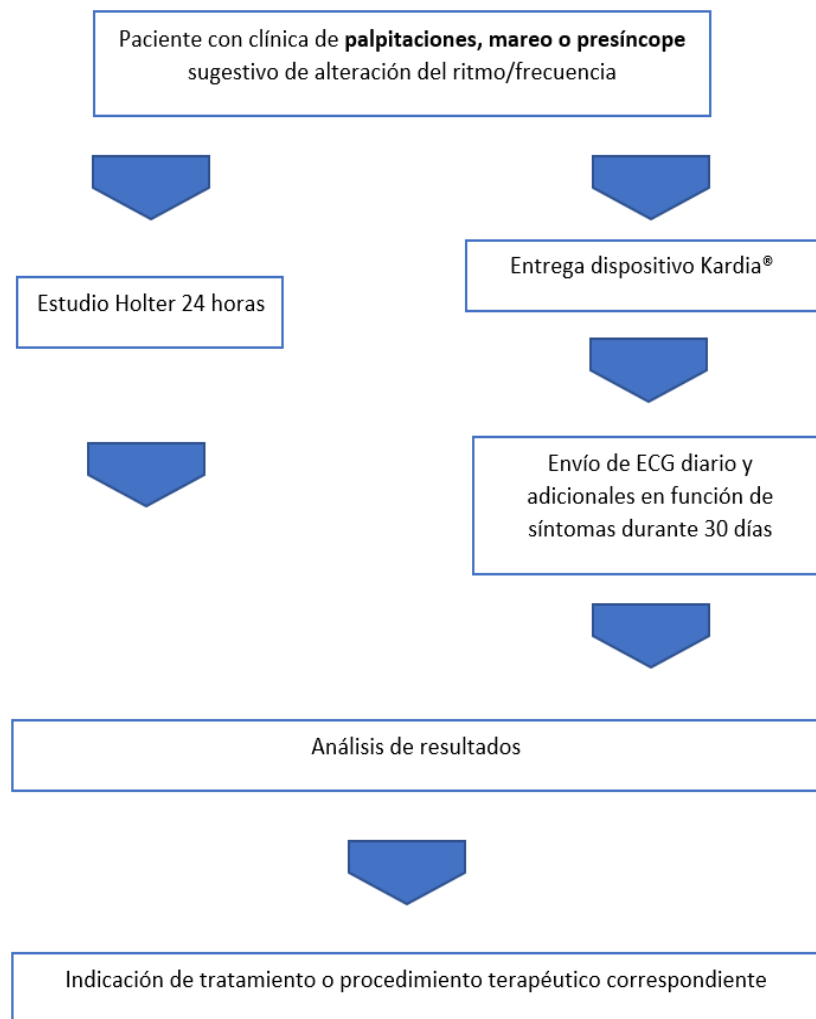 Paciente con clínica de palpitaciones, mareo o presíncope
sugestivo de alteración del ritmo/frecuencia
Estudio Holter 24 horas
Entrega dispositivo Kardia®
Envío de ECG diario y
adicionales en función de
síntomas durante 30 días
Análisis de resultados
Indicación de tratamiento o procedimiento terapéutico correspondiente